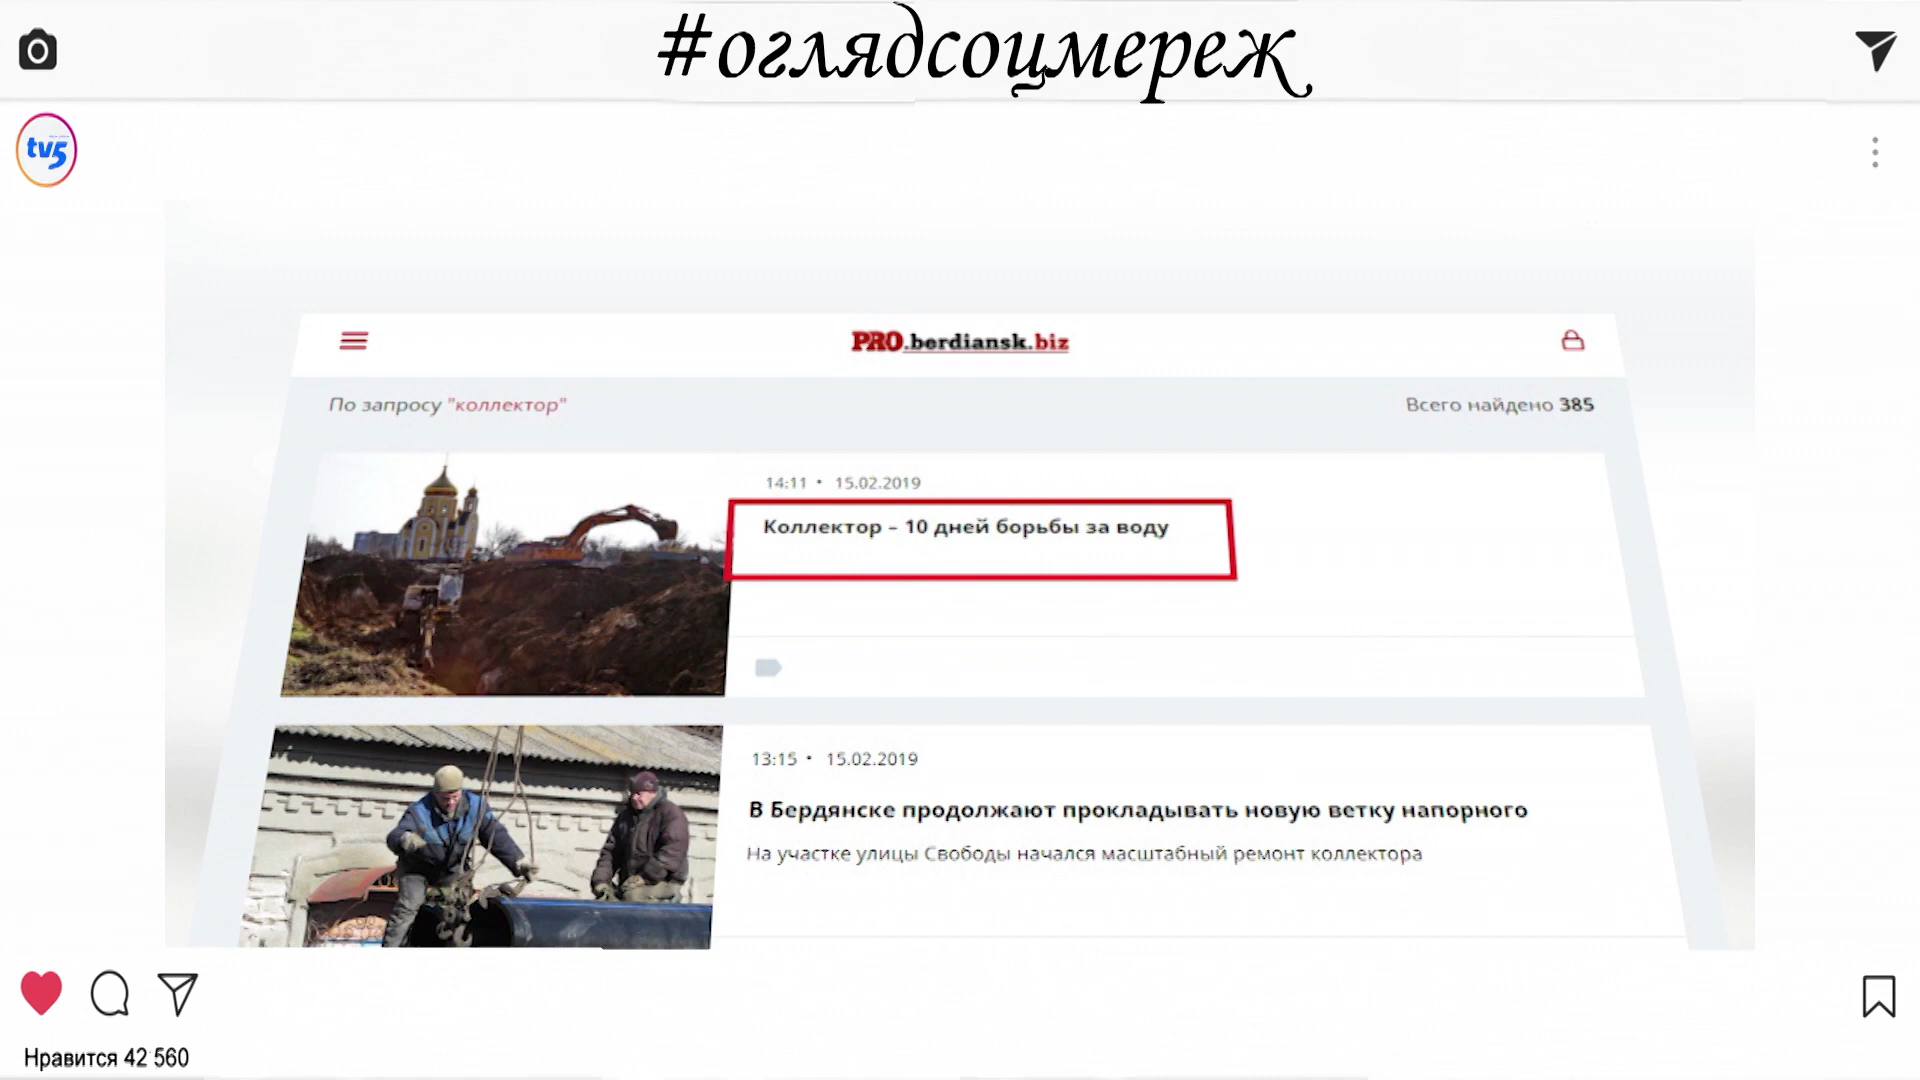 #оглядсоцмереж
tv5
PRO.berdiansk.biz
По запросу "коллектор"
Всего найдено 385
14:11 • 15.02.2019
Коллектор – 10 дней борьбы за воду
13:15 • 15.02.2019
В Бердянске продолжают прокладывать новую ветку напорного
На участке улицы Свободы начался масштабный ремонт коллектора
Нравится 42 560